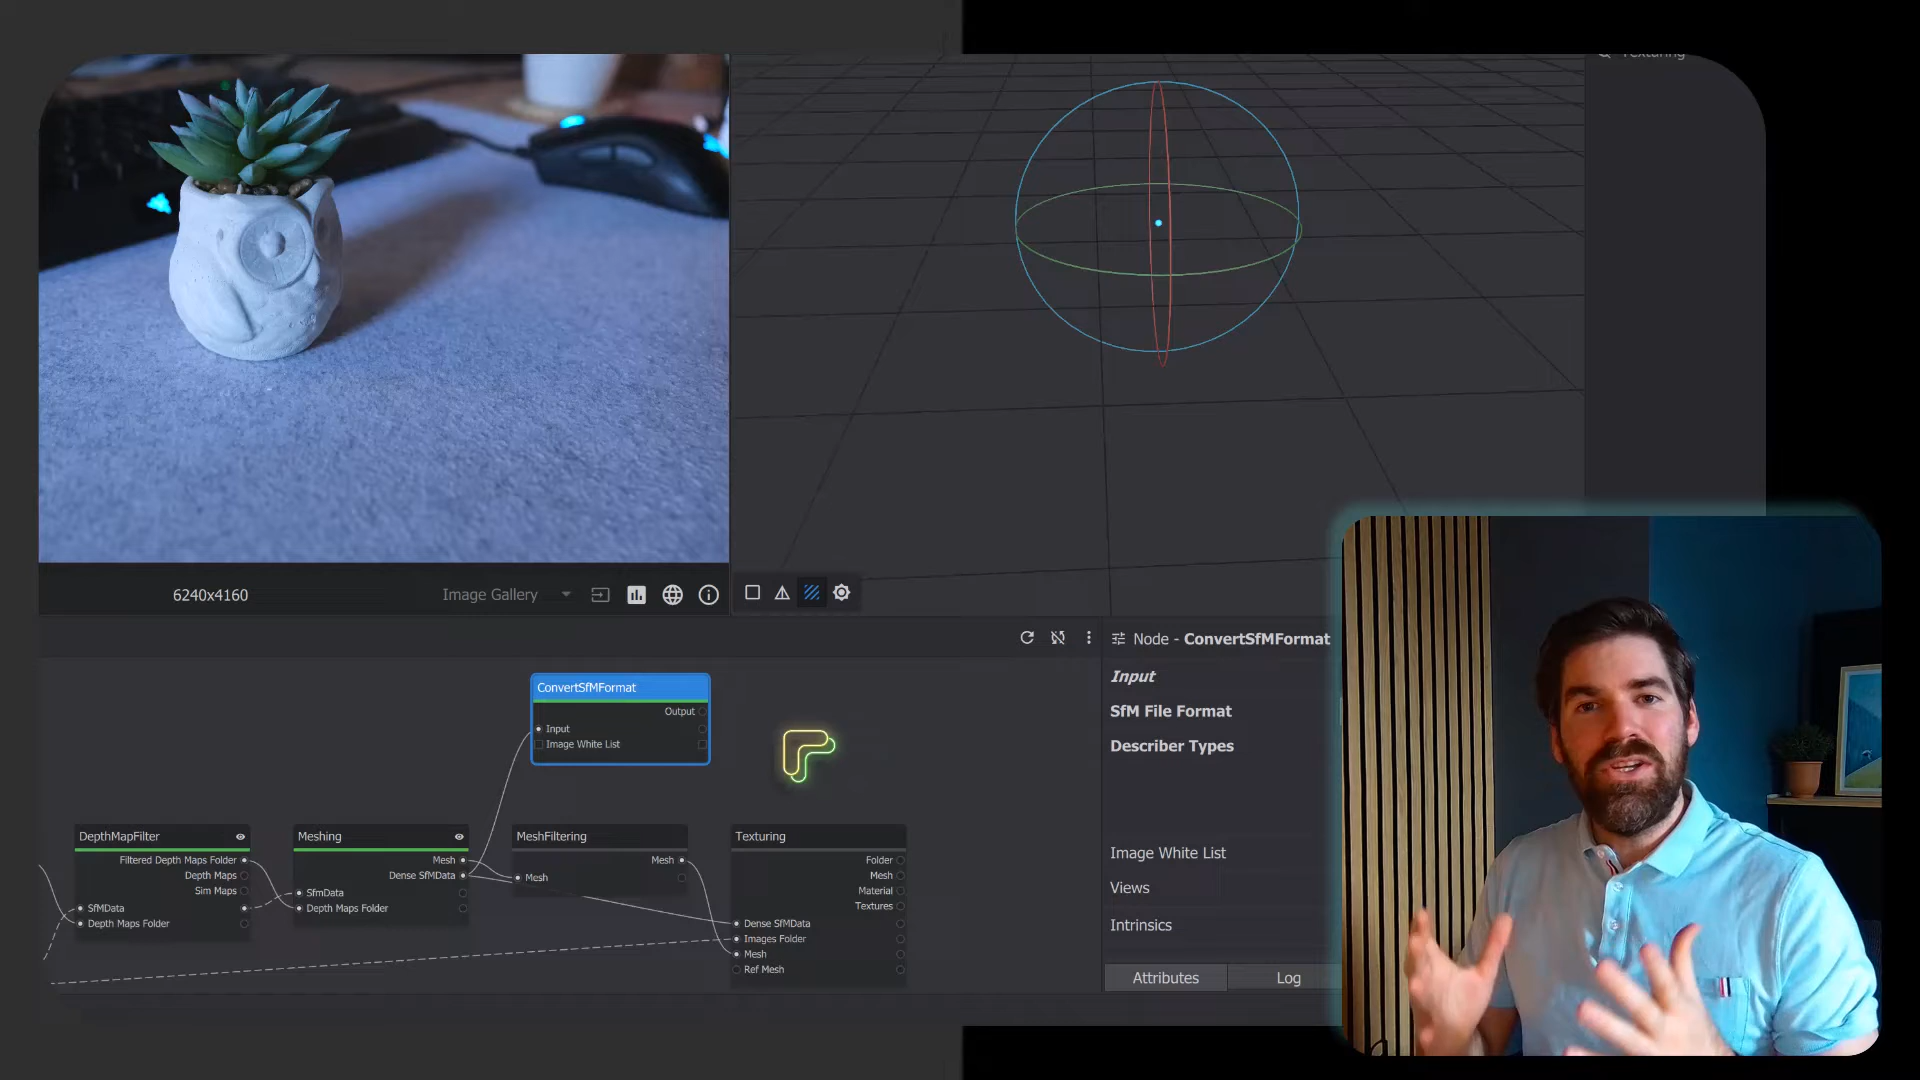 Texturing
6240x4160
Image Gallery
Node - ConvertSfMFormat
Input
SfM File Format
Describer Types
Image White List
Views
Intrinsics
Attributes
Log
ConvertSfMFormat
Output
Input
Image White List
DepthMapFilter
Filtered Depth Maps Folder
Depth Maps
Sim Maps
SfMData
Depth Maps Folder
Meshing
Mesh
Dense SfMData
SfmData
Depth Maps Folder
MeshFiltering
Mesh
Mesh
Texturing
Folder
Mesh
Material
Textures
Dense SfMData
Images Folder
Mesh
Ref Mesh